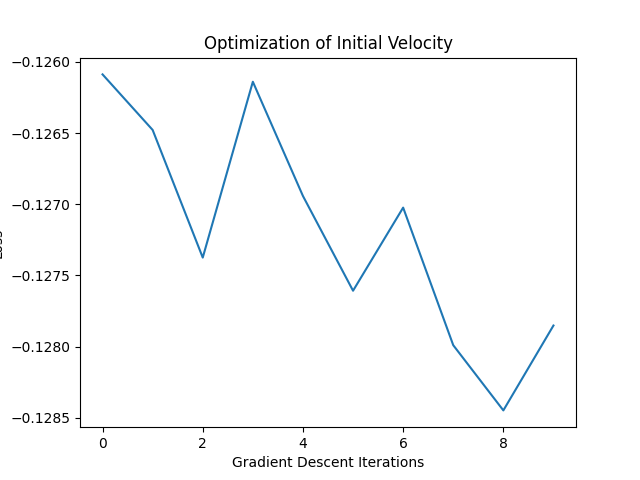 Optimization of Initial Velocity
−0.1260
−0.1265
−0.1270
−0.1275
−0.1280
−0.1285
Loss
0 2 4 6 8
Gradient Descent Iterations